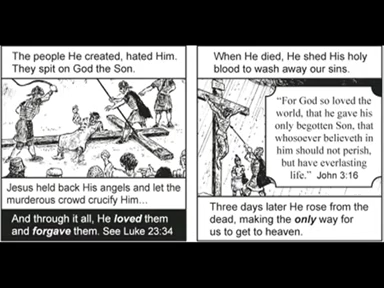 The people He created, hated Him.
They spit on God the Son.
Jesus held back His angels and let the
murderous crowd crucify Him...
And through it all, He loved them
and forgave them. See Luke 23:34
When He died, He shed His holy
blood to wash away our sins.
“For God so loved the
world, that he gave his
only begotten Son, that
whosoever believeth in
him should not perish,
but have everlasting
life.” John 3:16
Three days later He rose from the
dead, making the only way for
us to get to heaven.